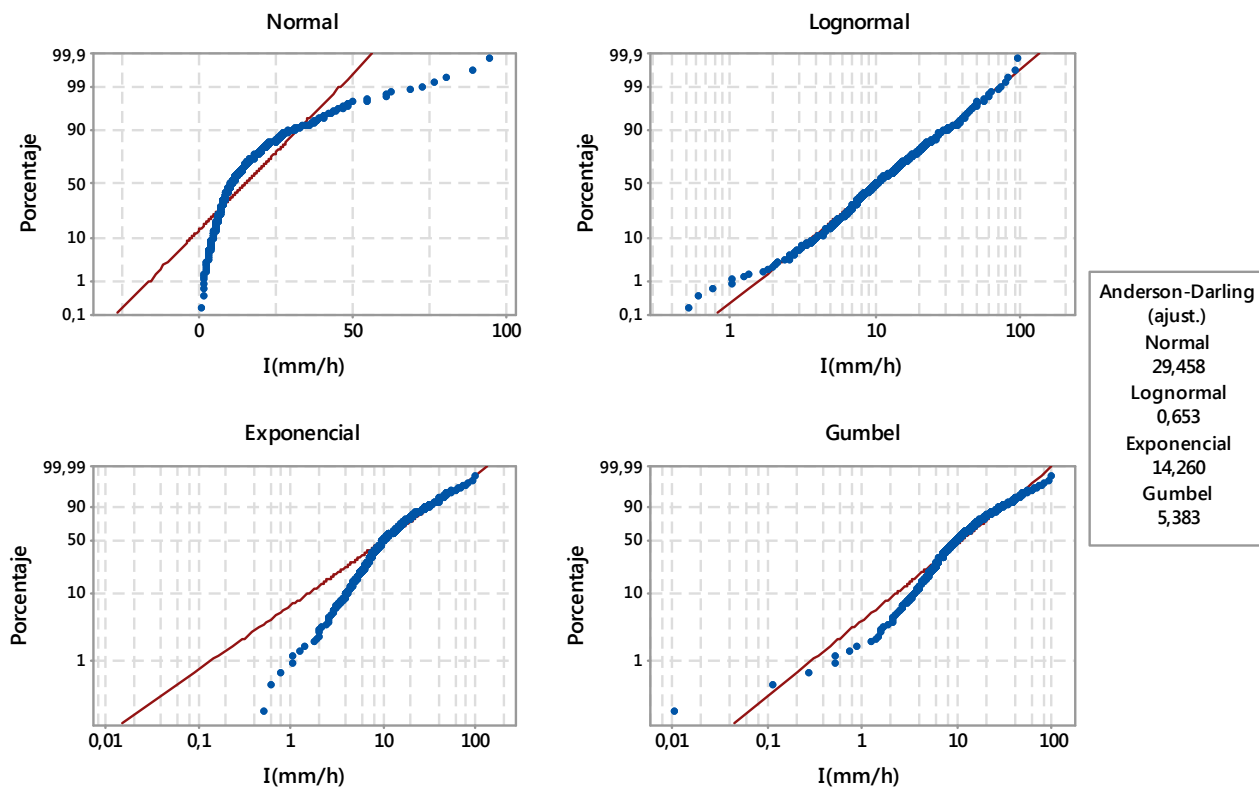 Normal
99,9
99
90
50
10
1
0,1
Porcentaje
0 50 100
I(mm/h)
Lognormal
99,9
99
90
50
10
1
0,1
Porcentaje
1 10 100
I(mm/h)
Exponencial
99,99
90
50
10
1
Porcentaje
0,01 0,1 1 10 100
I(mm/h)
Gumbel
99,99
90
50
10
1
Porcentaje
0,01 0,1 1 10 100
I(mm/h)
Anderson-Darling
(ajust.)
Normal
29,458
Lognormal
0,653
Exponencial
14,260
Gumbel
5,383